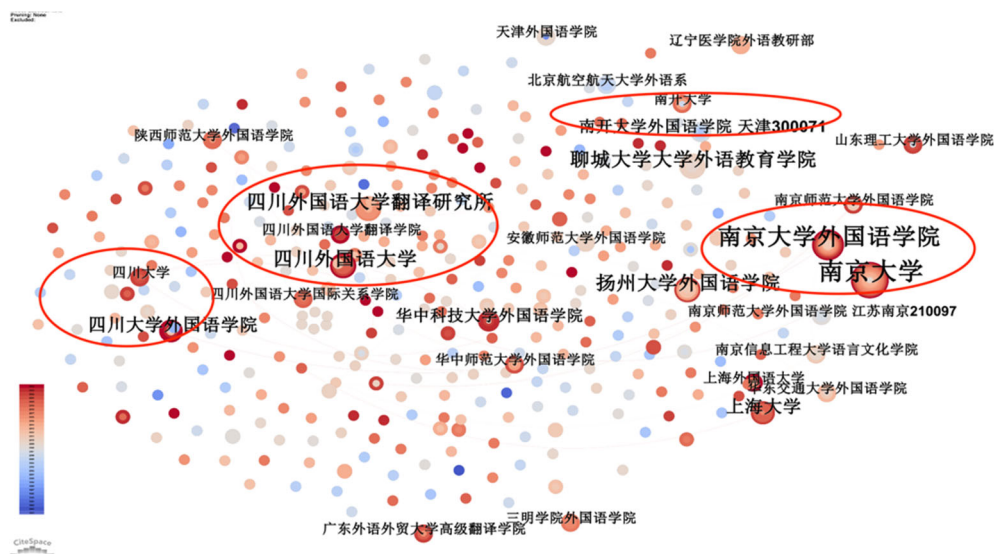 Pruning: None
Excluded:
天津外国语学院
辽宁医学院外语教研部
北京航空航天大学外语系
南开大学
南开大学外国语学院 天津300071
陕西师范大学外国语学院
山东理工大学外国语学院
聊城大学大学外语教育学院
四川外国语大学翻译研究所
南京师范大学外国语学院
四川外国语大学翻译学院
安徽师范大学外国语学院
南京大学外国语学院
四川外国语大学
四川大学
南京大学
扬州大学外国语学院
四川外国语大学国际关系学院
南京师范大学外国语学院 江苏南京210097
华中科技大学外国语学院
四川大学外国语学院
南京信息工程大学语言文化学院
华中师范大学外国语学院
上海外国语大学
华东交通大学外国语学院
上海大学
三明学院外国语学院
广东外语外贸大学高级翻译学院
CiteSpace